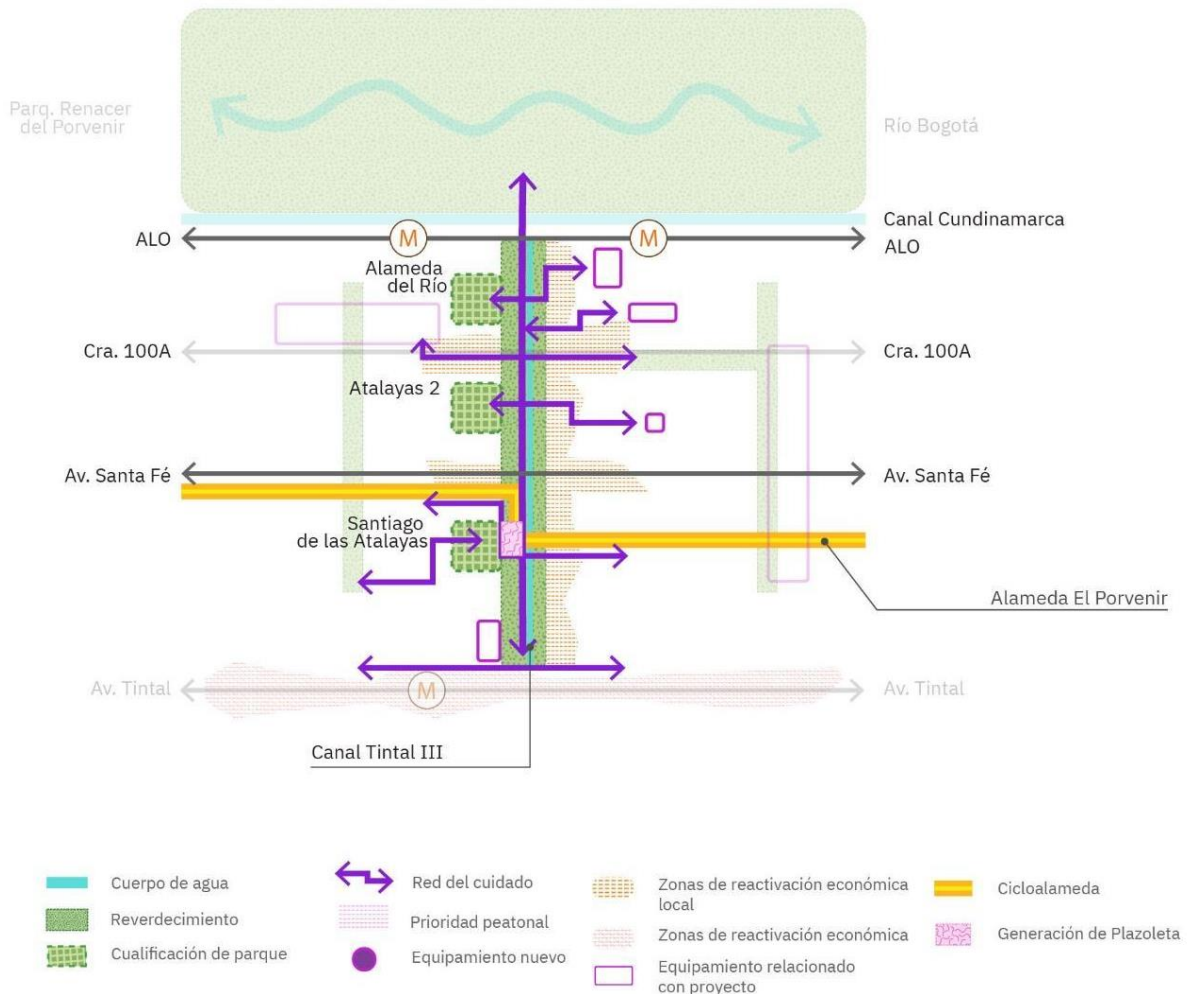 Parq. Renacer
del Porvenir
Río Bogotá
Canal Cundinamarca
ALO
M
M
ALO
Alameda
del Río
Cra. 100A
Cra. 100A
Atalayas 2
Av. Santa Fé
Av. Santa Fé
Santiago
de las Atalayas
Alameda El Porvenir
Av. Tintal
M
Av. Tintal
Canal Tintal III
Cuerpo de agua
Reverdecimiento
Cualificación de parque
Red del cuidado
Prioridad peatonal
Equipamiento nuevo
Zonas de reactivación económica
local
Zonas de reactivación económica
Equipamiento relacionado
con proyecto
Cicloalameda
Generación de Plazoleta